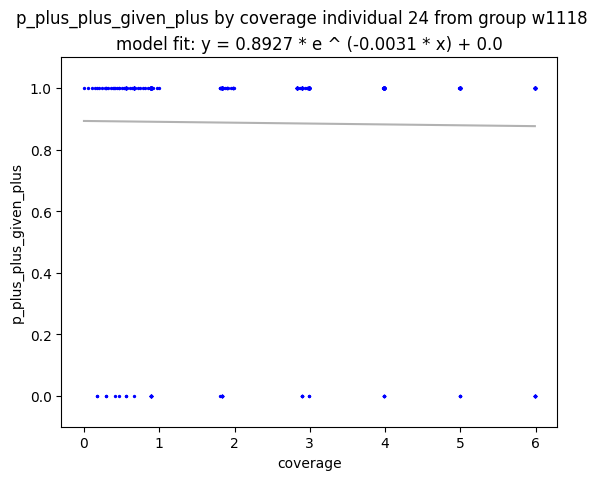 p_plus_plus_given_plus by coverage individual 24 from group w1118
model fit: y = 0.8927 * e ^ (-0.0031 * x) + 0.0
p_plus_plus_given_plus
1.0
0.8
0.6
0.4
0.2
0.0
0 1 2 3 4 5 6
coverage